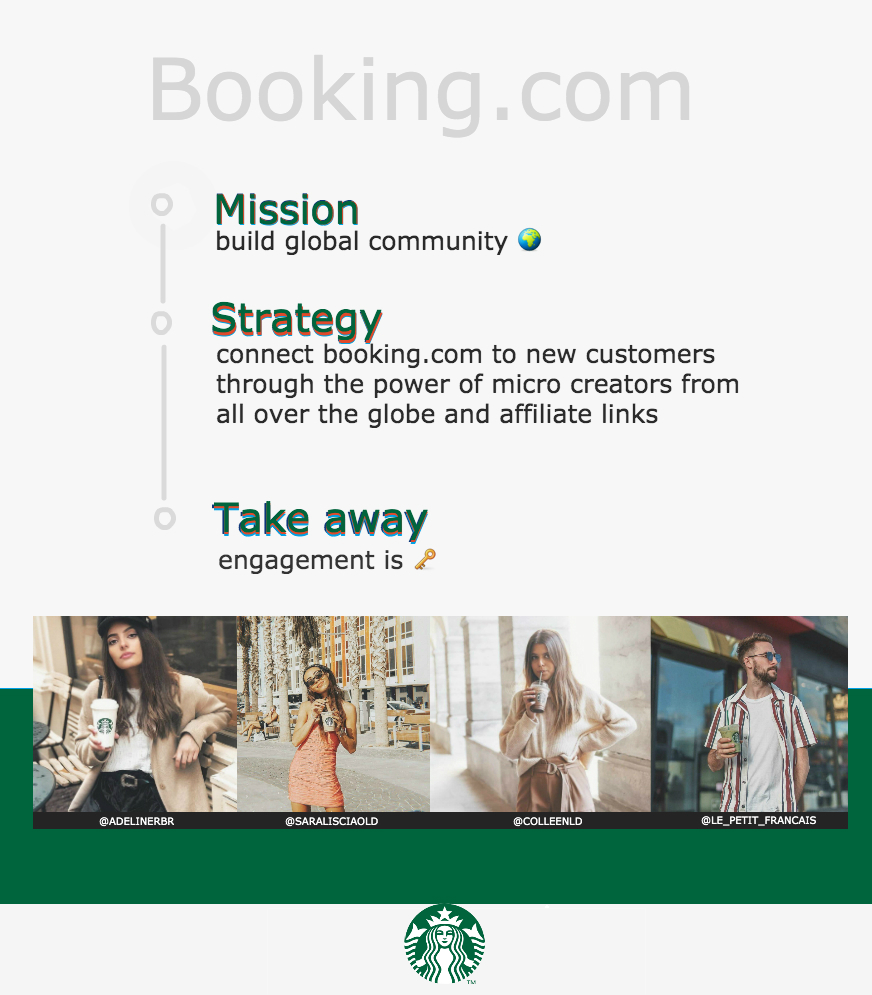 Booking.com
Mission
build global community 🌍
Strategy
connect booking.com to new customers
through the power of micro creators from
all over the globe and affiliate links
Take away
engagement is 🔑
@ADELINERBR
@SARALISCIAOLD
@COLLEENLD
@LE_PETIT_FRANCAIS
TM